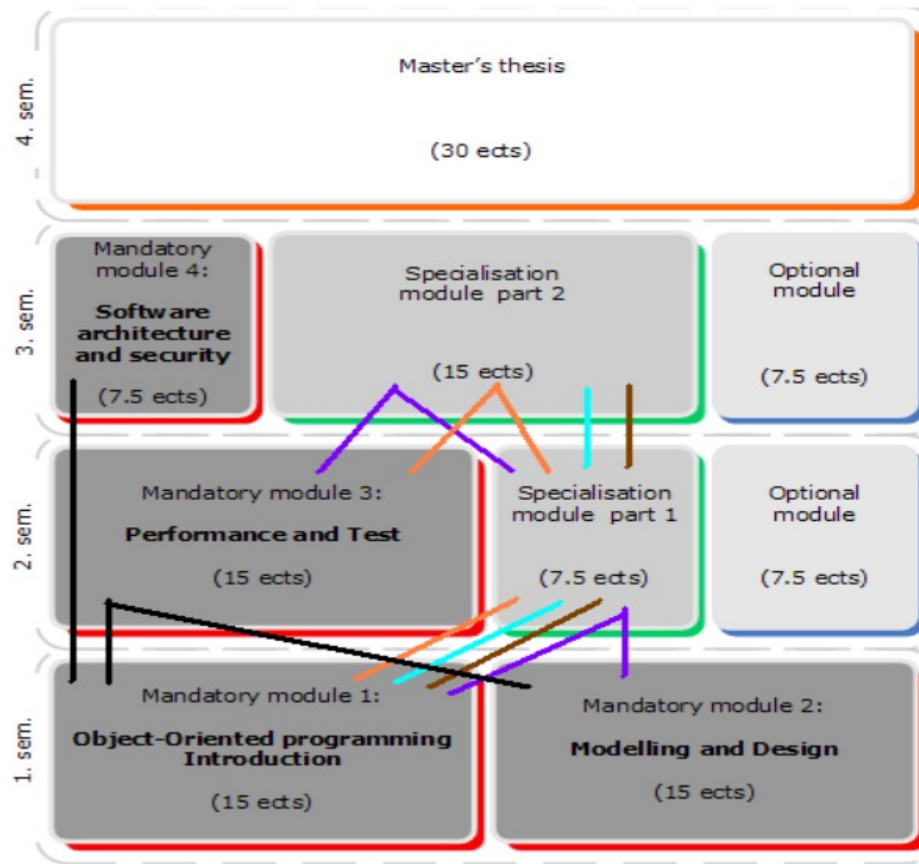 4. sem.
Master’s thesis
(30 ects)
3. sem.
Mandatory
module 4:
Software
architecture
and security
(7.5 ects)
Specialisation
module part 2
(15 ects)
Optional
module
(7.5 ects)
2. sem.
Mandatory module 3:
Performance and Test
(15 ects)
Specialisation
module part 1
(7.5 ects)
Optional
module
(7.5 ects)
1. sem.
Mandatory module 1:
Object-Oriented programming
Introduction
(15 ects)
Mandatory module 2:
Modelling and Design
(15 ects)